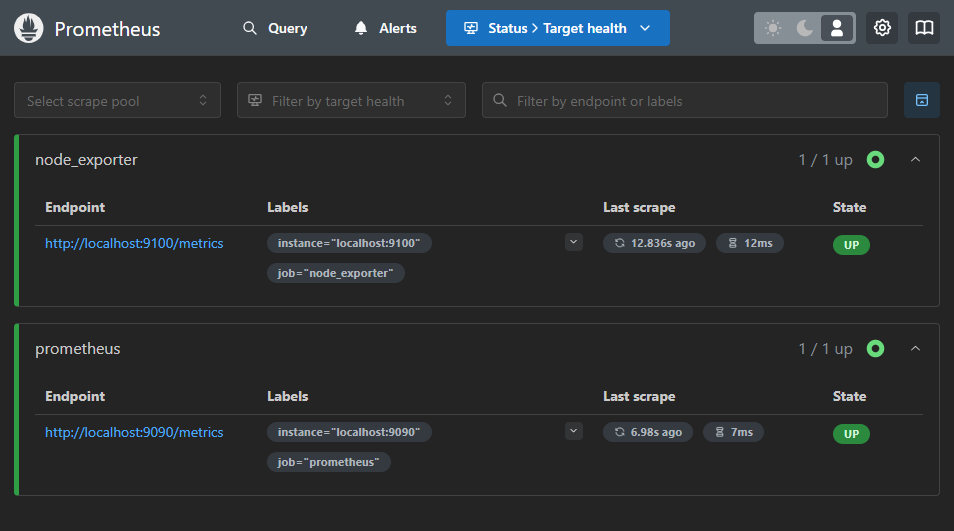 Prometheus Query Alerts Status > Target health
Select scrape pool Filter by target health Filter by endpoint or labels
node_exporter 1 / 1 up
Endpoint Labels Last scrape State
http://localhost:9100/metrics instance="localhost:9100" 12.836s ago 12ms UP
job="node_exporter"
prometheus 1 / 1 up
Endpoint Labels Last scrape State
http://localhost:9090/metrics instance="localhost:9090" 6.98s ago 7ms UP
job="prometheus"